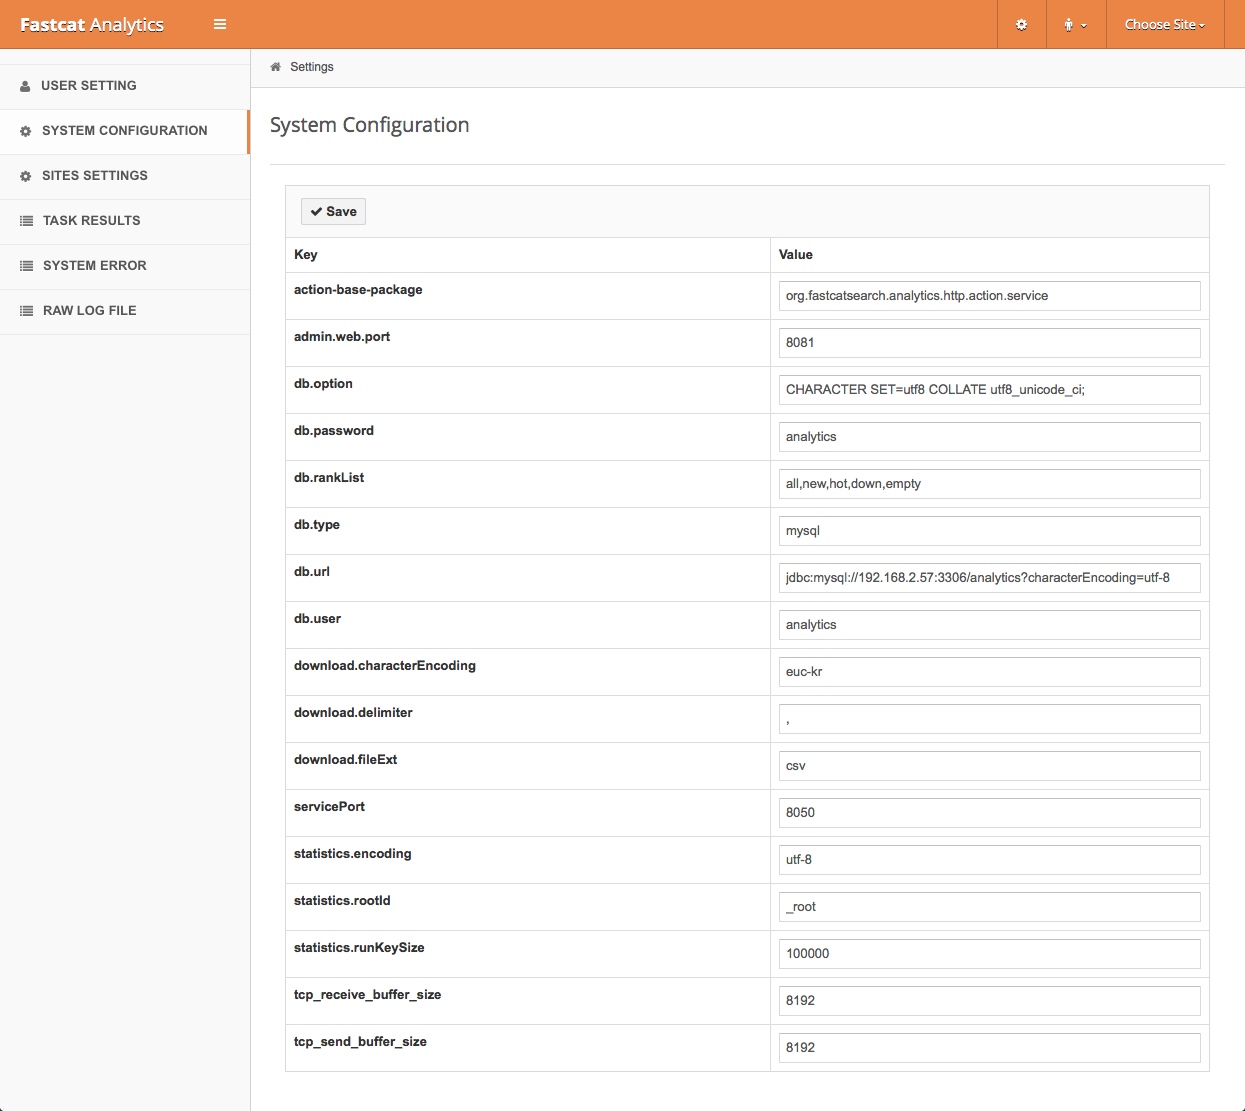 Fastcat Analytics
Choose Site
USER SETTING
SYSTEM CONFIGURATION
SITES SETTINGS
TASK RESULTS
SYSTEM ERROR
RAW LOG FILE
Settings
System Configuration
Save
Key Value
action-base-package org.fastcatsearch.analytics.http.action.service
admin.web.port 8081
db.option CHARACTER SET=utf8 COLLATE utf8_unicode_ci;
db.password analytics
db.rankList all,new,hot,down,empty
db.type mysql
db.url jdbc:mysql://192.168.2.57:3306/analytics?characterEncoding=utf-8
db.user analytics
download.characterEncoding euc-kr
download.delimiter ,
download.fileExt csv
servicePort 8050
statistics.encoding utf-8
statistics.rootId _root
statistics.runKeySize 100000
tcp_receive_buffer_size 8192
tcp_send_buffer_size 8192